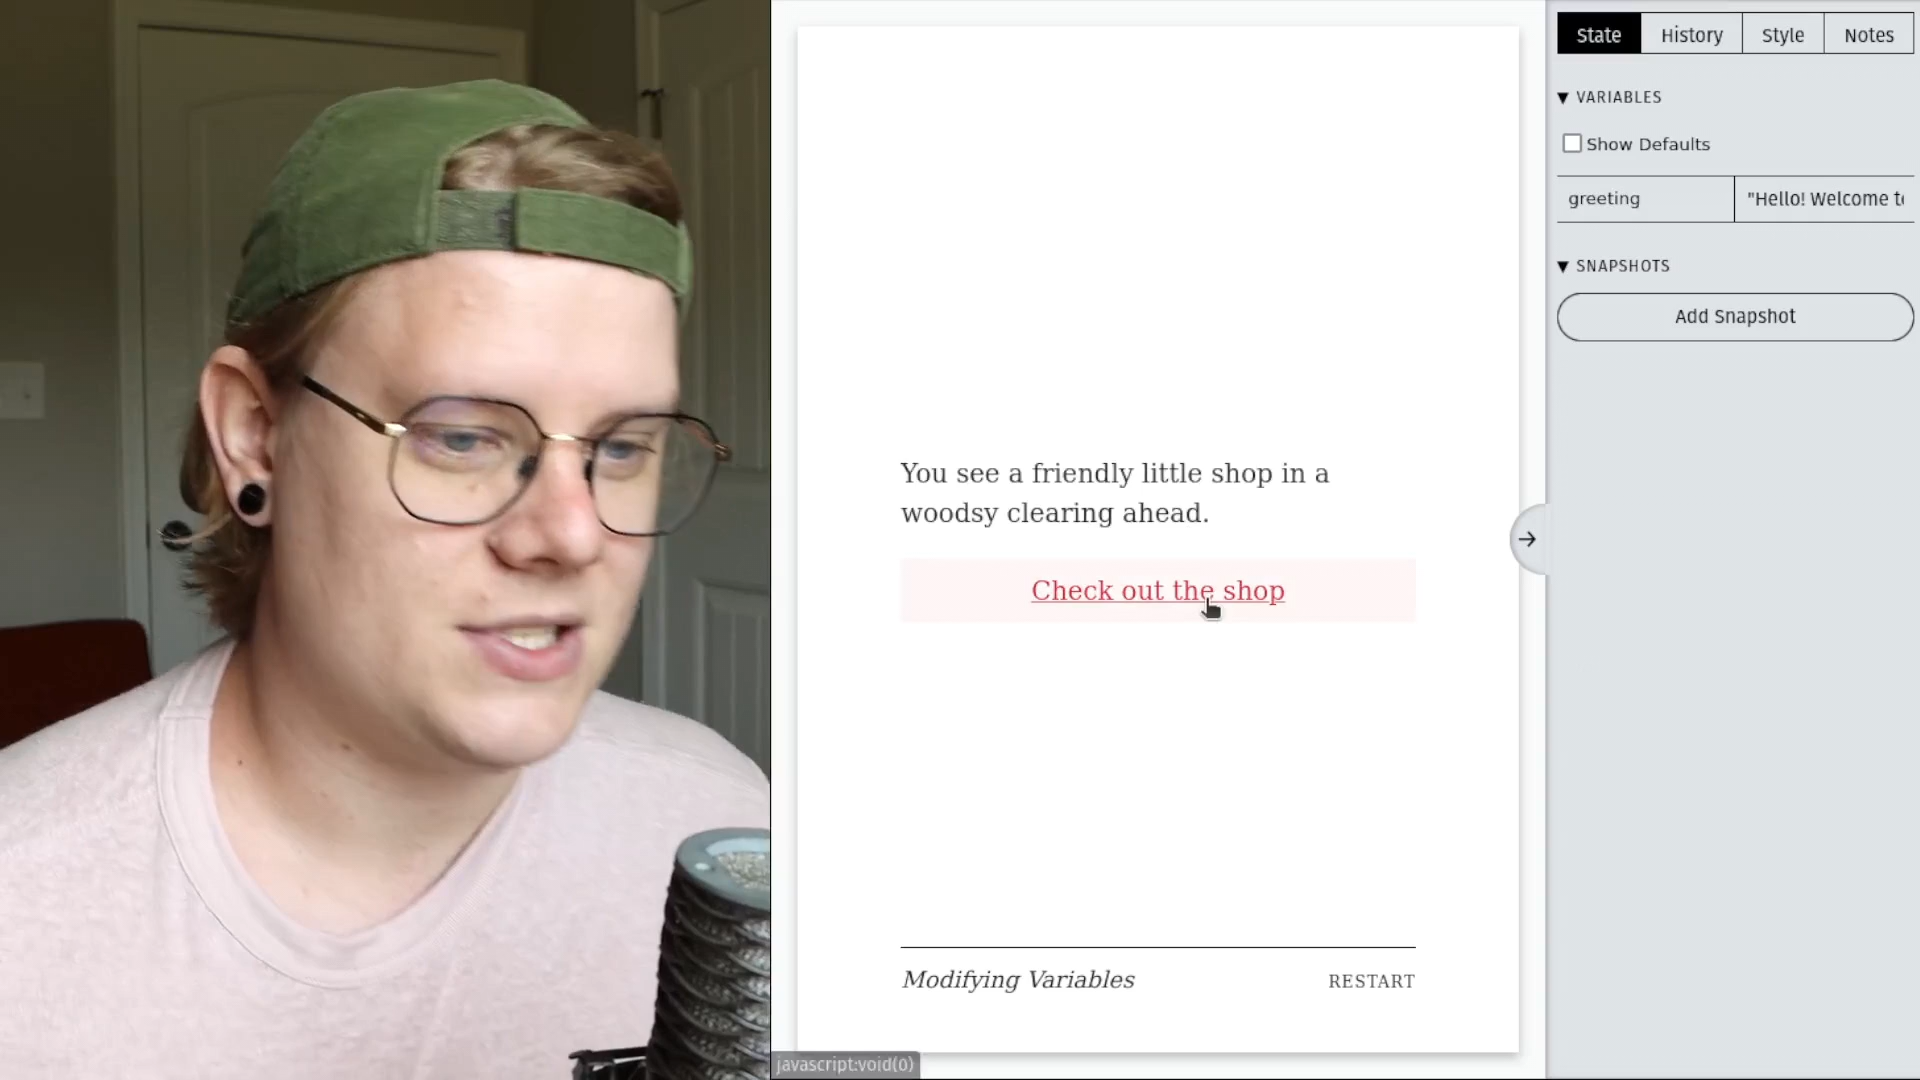 State History Style Notes
▼ VARIABLES
Show Defaults
greeting "Hello! Welcome
▼ SNAPSHOTS
Add Snapshot
You see a friendly little shop in a
woodsy clearing ahead.
Check out the shop
→
Modifying Variables RESTART
javascript:void(0)